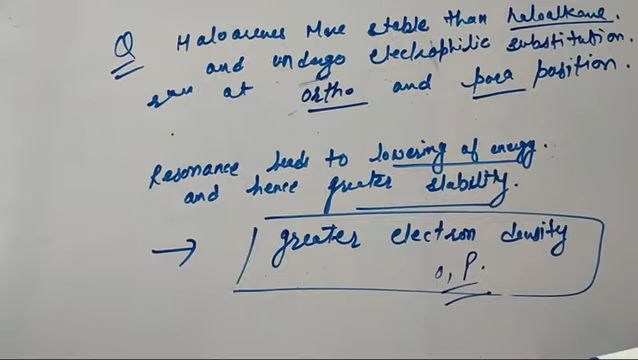 Q Haloarenes More stable than haloalkane.
and undergo electrophilic substitution.
at ortho and para position.
Resonance leads to lowering of energy.
and hence greater stability.
→ greater electron density
o, p.